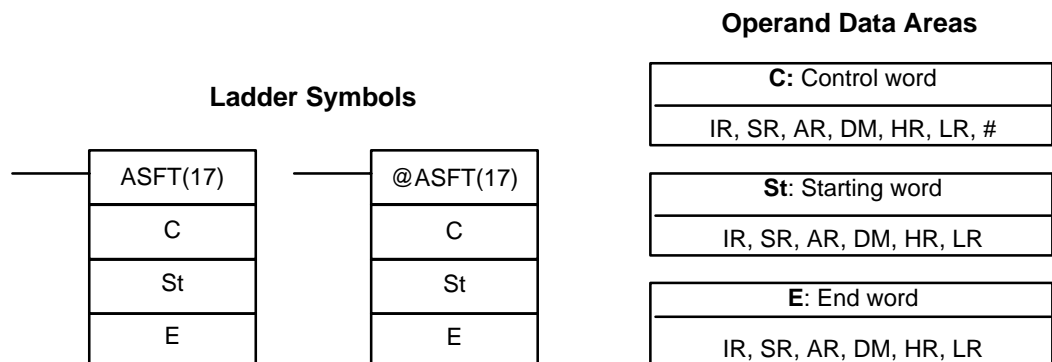 Ladder Symbols
ASFT(17)
C
St
E
@ASFT(17)
C
St
E
Operand Data Areas
C: Control word
IR, SR, AR, DM, HR, LR, #
St: Starting word
IR, SR, AR, DM, HR, LR
E: End word
IR, SR, AR, DM, HR, LR